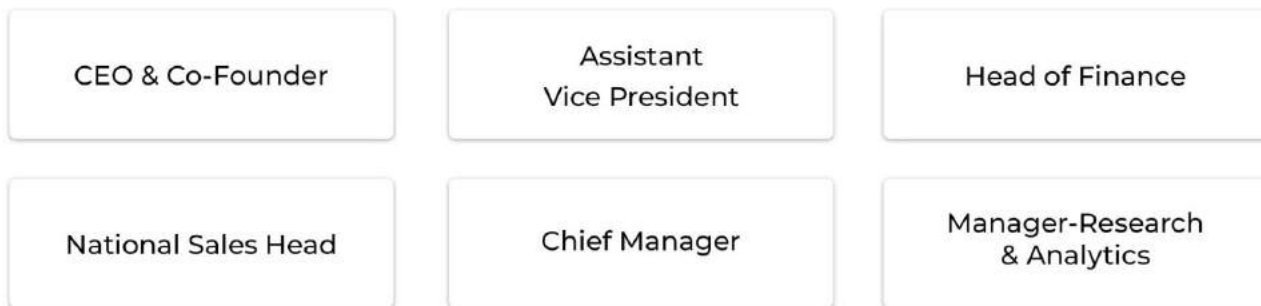 CEO & Co-Founder
Assistant
Vice President
Head of Finance
National Sales Head
Chief Manager
Manager-Research
& Analytics